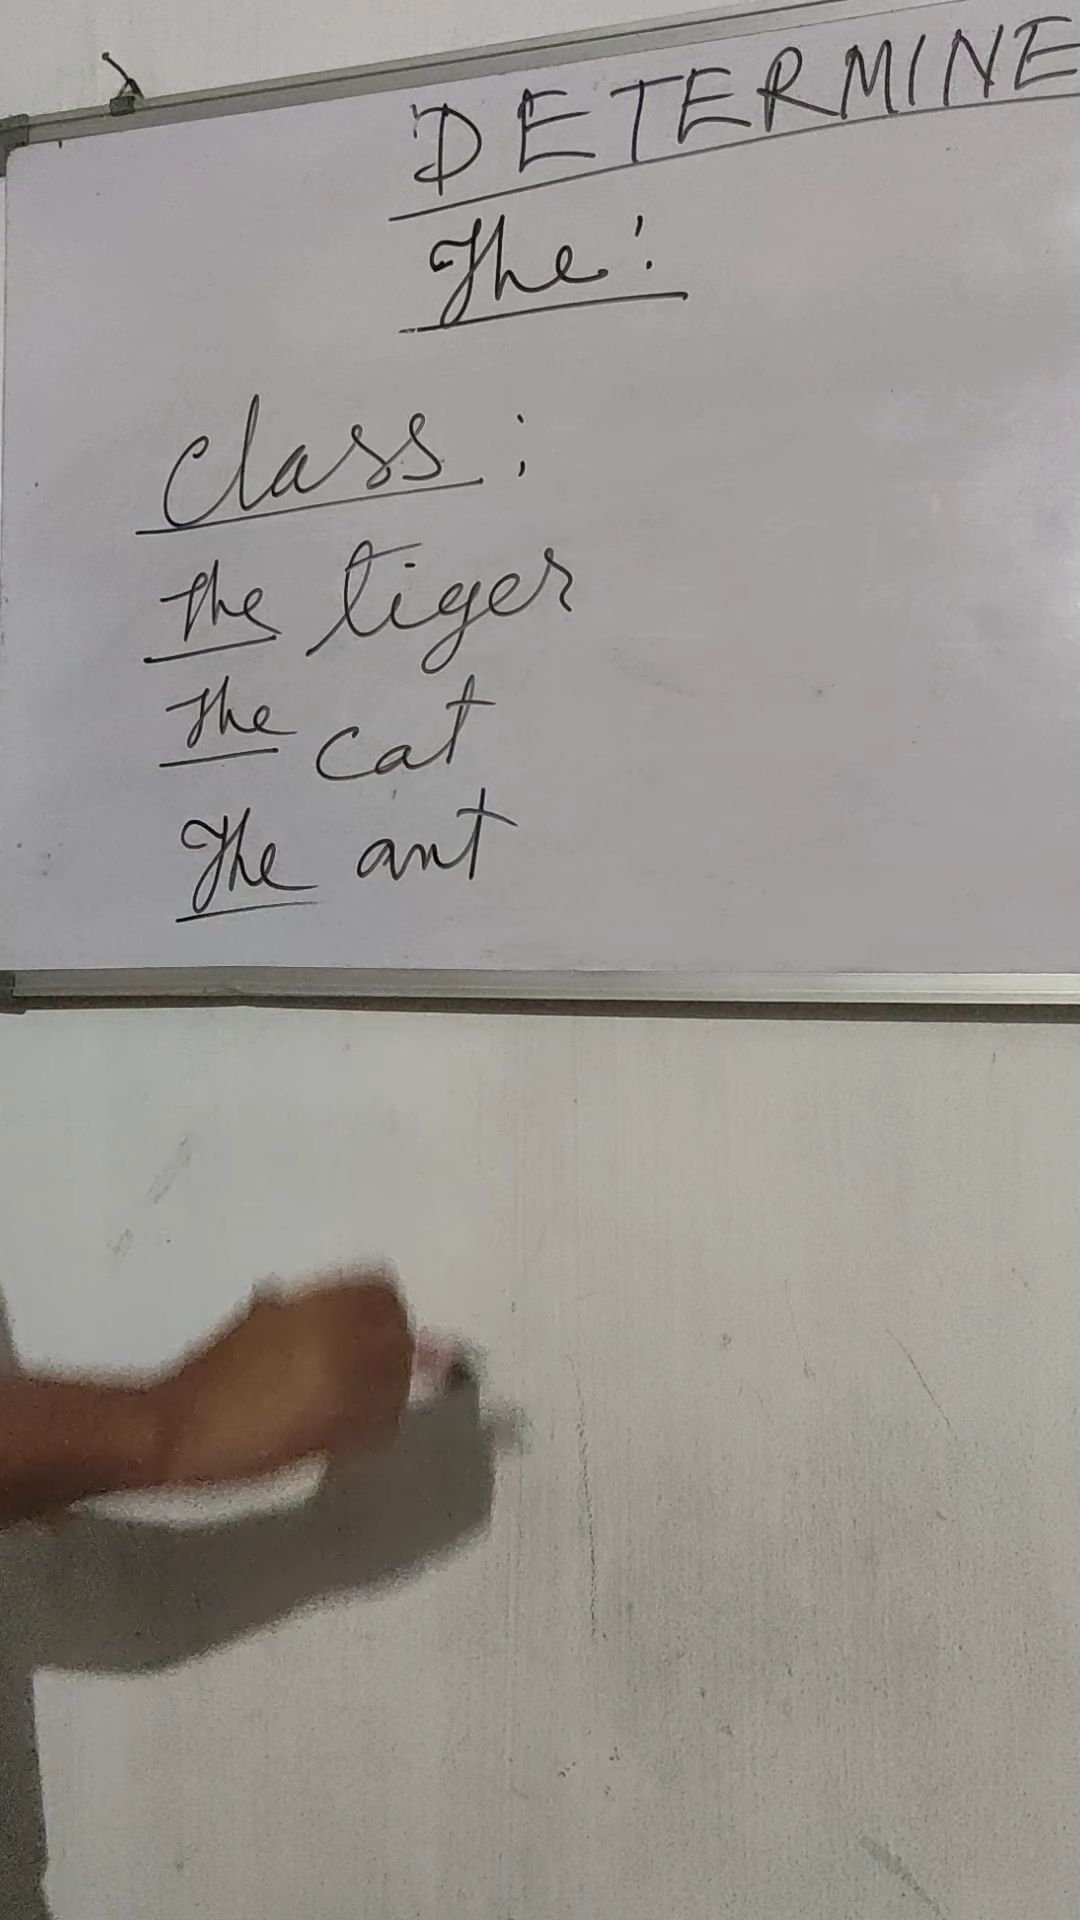 DETERMINE
The :
Class :
The tiger
The cat
The ant